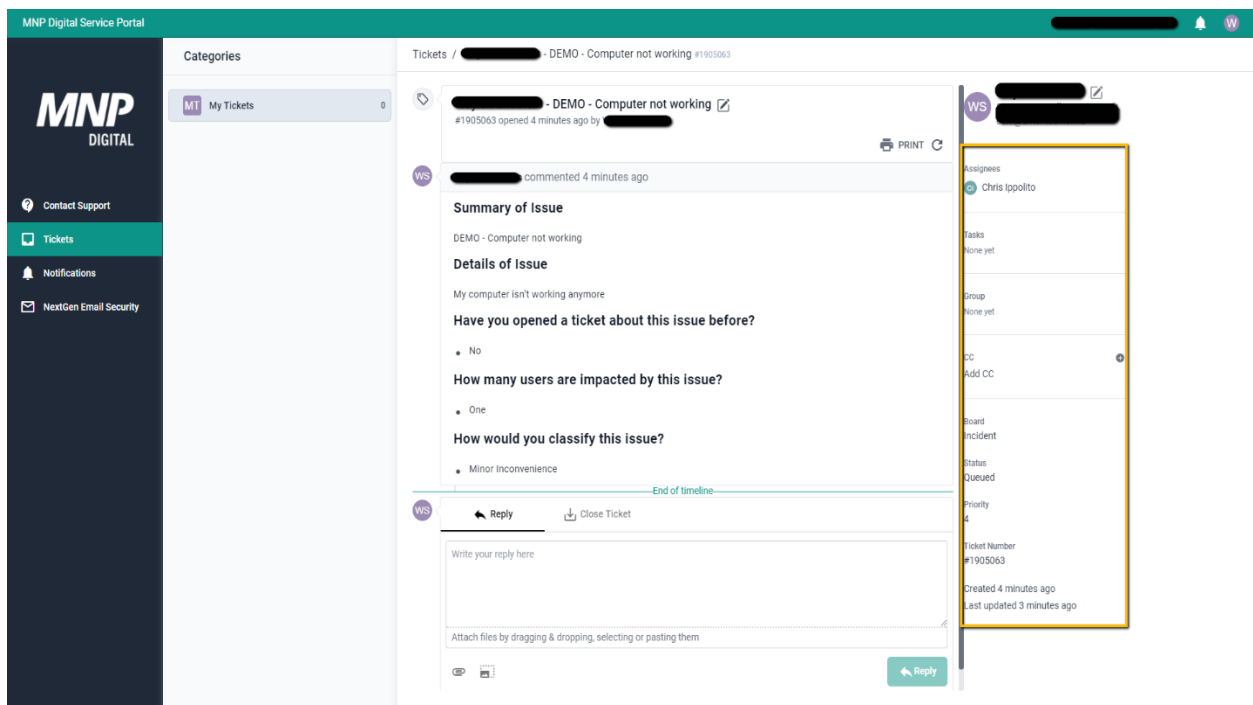 MNP Digital Service Portal
W
MNP
DIGITAL
Contact Support
Tickets
Notifications
NextGen Email Security
Categories
MT My Tickets 0
Tickets / - DEMO - Computer not working #1905063
- DEMO - Computer not working
#1905063 opened 4 minutes ago by
PRINT
WS commented 4 minutes ago
Summary of Issue
DEMO - Computer not working
Details of Issue
My computer isn't working anymore
Have you opened a ticket about this issue before?
No
How many users are impacted by this issue?
One
How would you classify this issue?
Minor Inconvenience
End of timeline
WS Reply Close Ticket
Write your reply here
Attach files by dragging & dropping, selecting or pasting them
Reply
WS
Assignees
CI Chris Ippolito
Tasks
None yet
Group
None yet
CC
Add CC
Board
Incident
Status
Queued
Priority
4
Ticket Number
#1905063
Created 4 minutes ago
Last updated 3 minutes ago